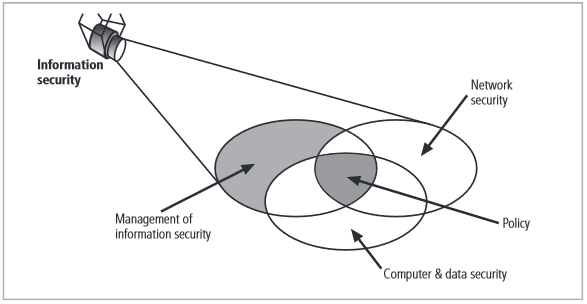 Information
security
Network
security
Management of
information security
Policy
Computer & data security